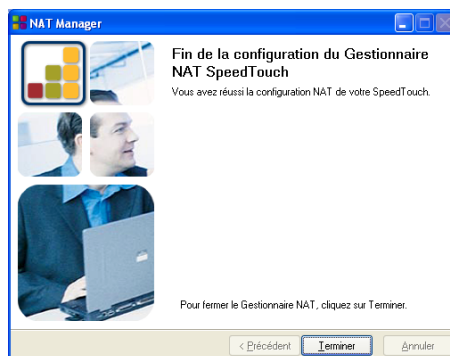 NAT Manager
Fin de la configuration du Gestionnaire
NAT SpeedTouch
Vous avez réussi la configuration NAT de votre SpeedTouch.
Pour fermer le Gestionnaire NAT, cliquez sur Terminer.
< Précédent
Terminer
Annuler